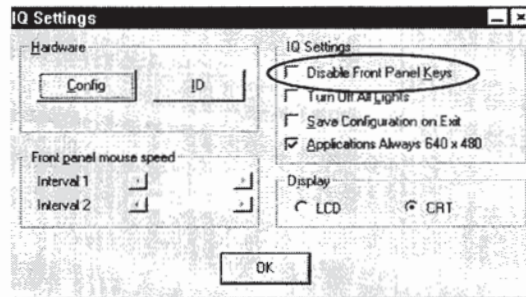 IQ Settings
Hardware
Config
ID
Front panel mouse speed
Interval 1
Interval 2
IQ Settings
Disable Front Panel Keys
Turn Off All Lights
Save Configuration on Exit
Applications Always 640 x 480
Display
LCD
CRT
OK